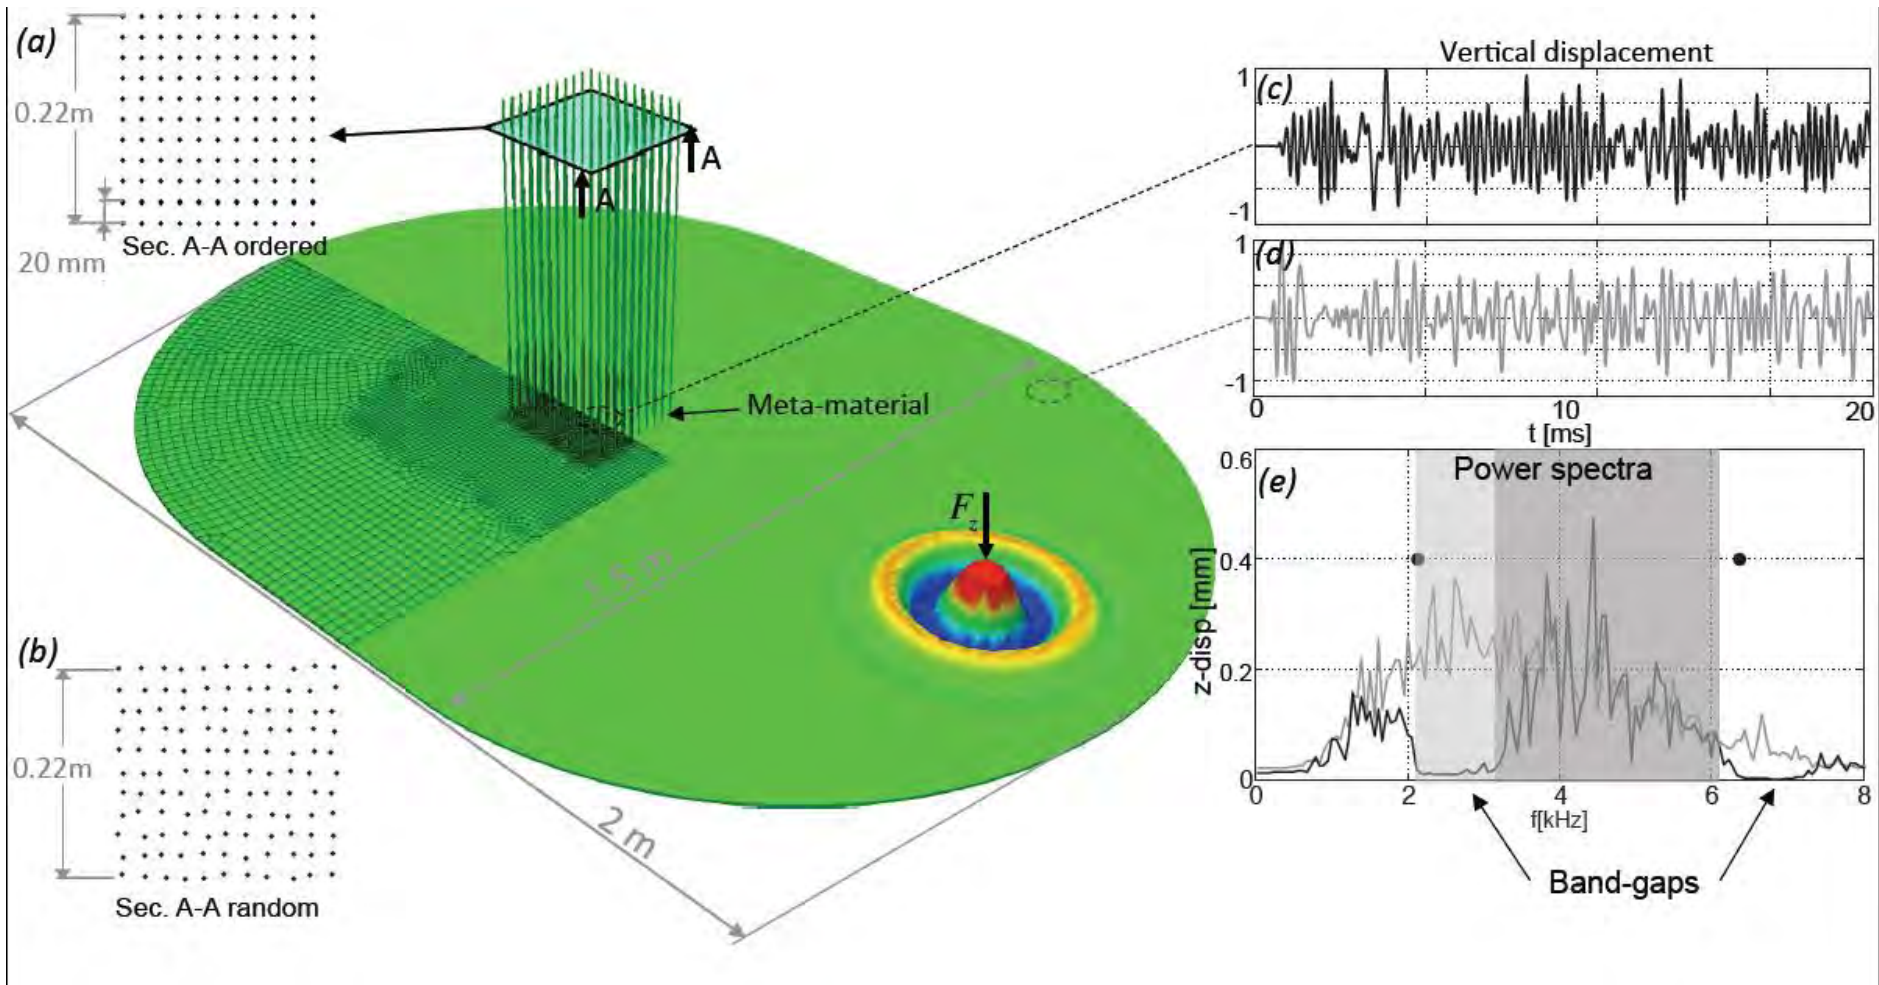 (a)
0.22m
20 mm
Sec. A-A ordered
A
A
Meta-material
F_z
1.5 m
2 m
(b)
0.22m
Sec. A-A random
Vertical displacement
(c)
1
-1
(d)
1
-1
0
10
20
t [ms]
(e)
Power spectra
z-disp [mm]
0.6
0.4
0.2
0
0
2
4
6
8
f[kHz]
Band-gaps